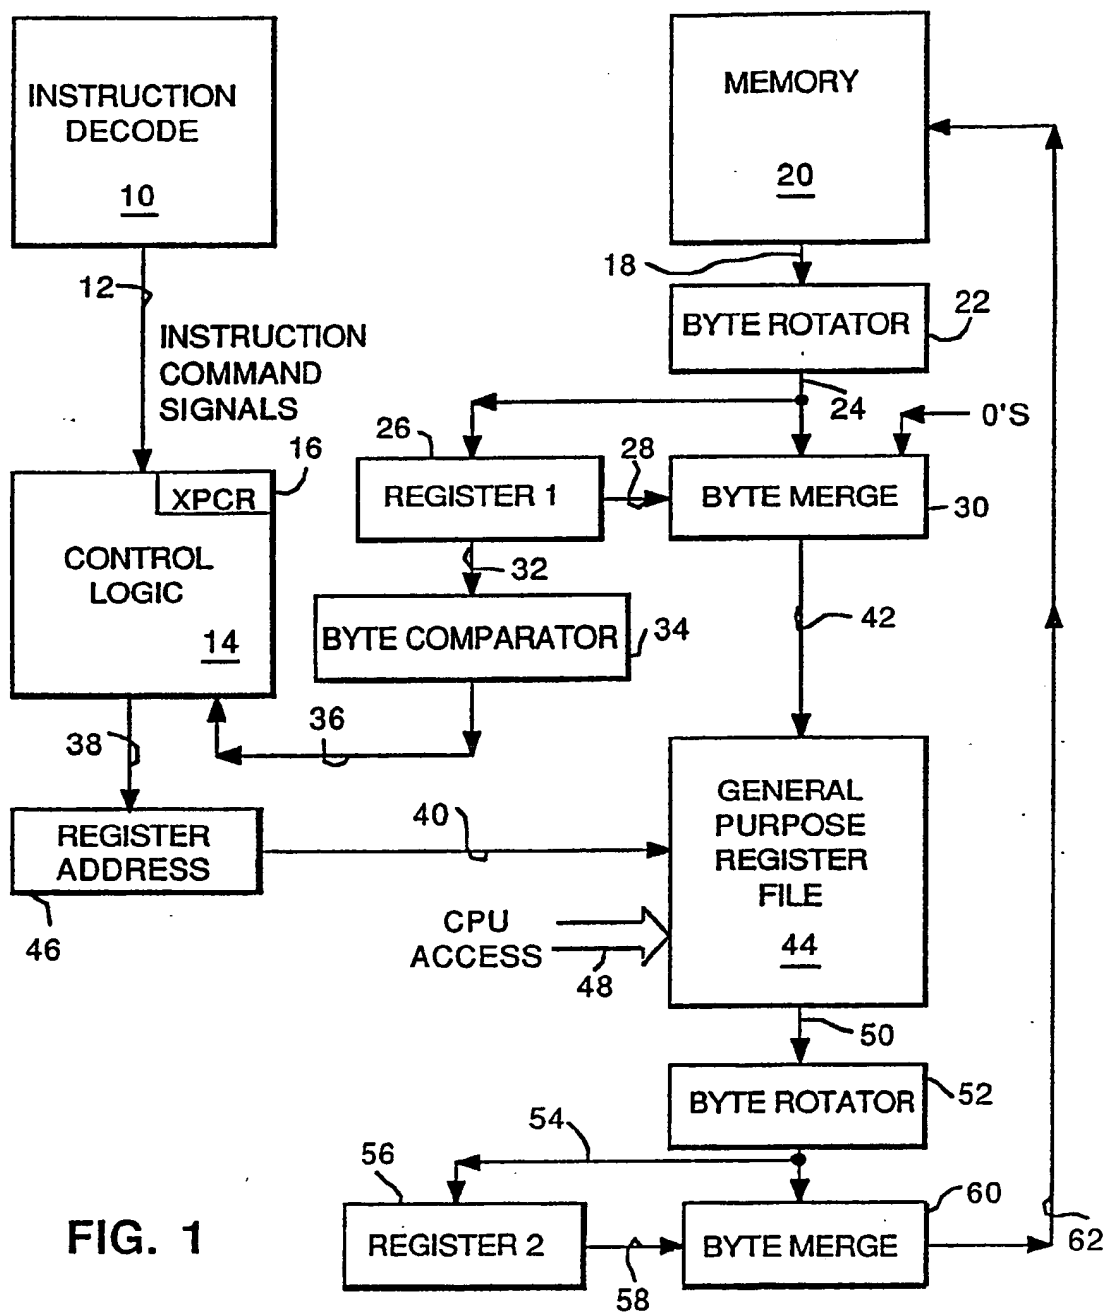 INSTRUCTION
DECODE
10
MEMORY
20
12
18
BYTE ROTATOR
22
INSTRUCTION
COMMAND
SIGNALS
24
0'S
26
28
16
XPCR
REGISTER 1
BYTE MERGE
30
CONTROL
LOGIC
14
32
BYTE COMPARATOR
34
42
38
36
REGISTER
ADDRESS
46
40
GENERAL
PURPOSE
REGISTER
FILE
44
CPU
ACCESS
48
50
BYTE ROTATOR
52
54
56
REGISTER 2
58
BYTE MERGE
60
62
FIG. 1